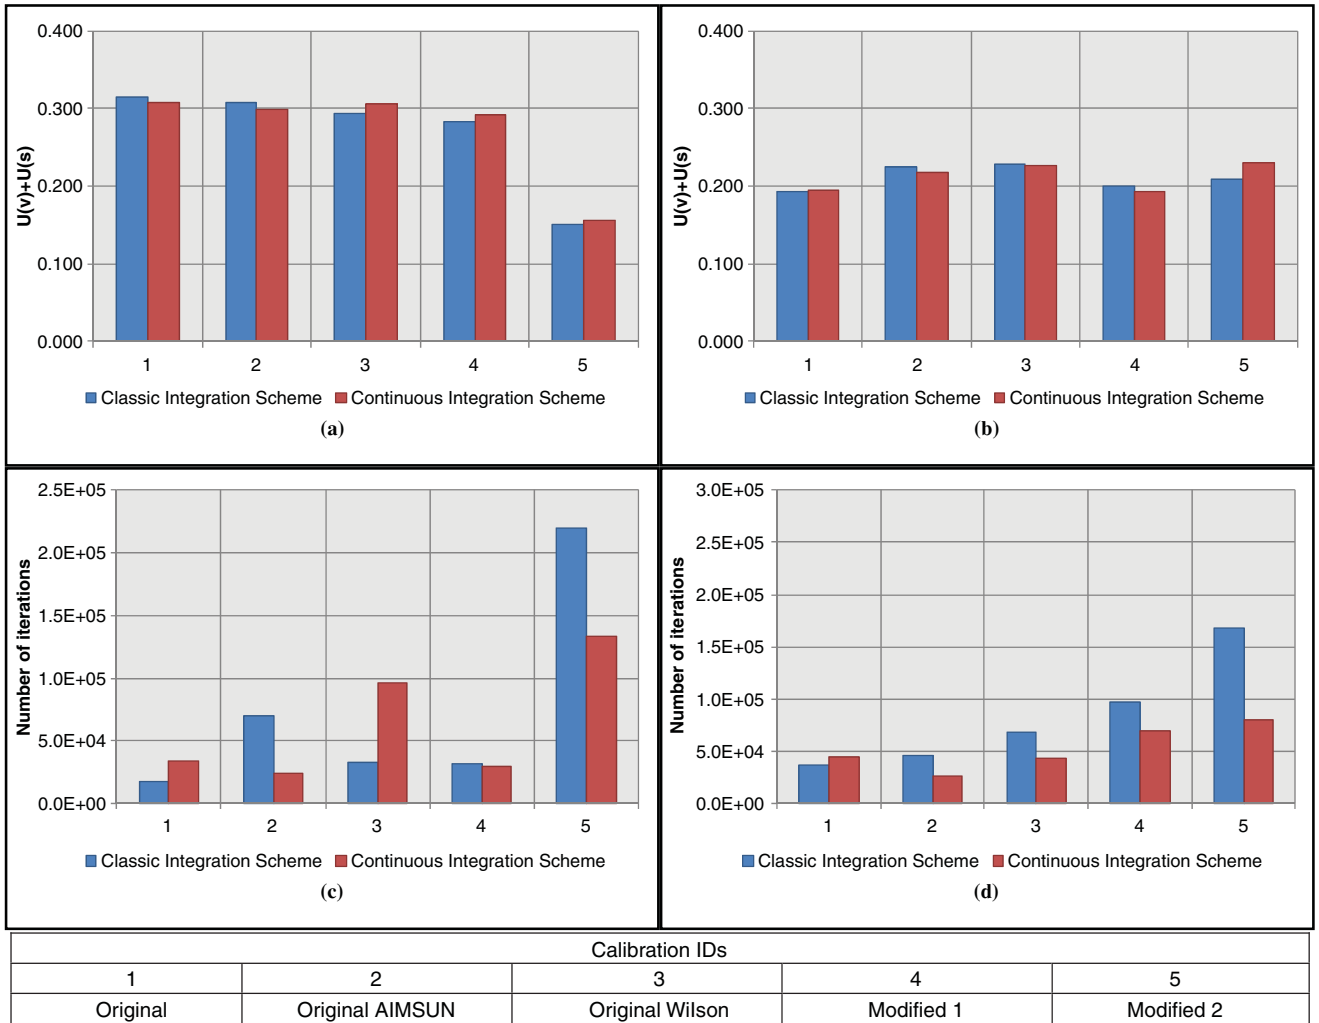 0.400
0.300
0.200
0.100
0.000
U(v)+U(s)
1 2 3 4 5
Classic Integration Scheme Continuous Integration Scheme
(a)
0.400
0.300
0.200
0.100
0.000
U(v)+U(s)
1 2 3 4 5
Classic Integration Scheme Continuous Integration Scheme
(b)
2.5E+05
2.0E+05
1.5E+05
1.0E+05
5.0E+04
0.0E+00
Number of iterations
1 2 3 4 5
Classic Integration Scheme Continuous Integration Scheme
(c)
3.0E+05
2.5E+05
2.0E+05
1.5E+05
1.0E+05
5.0E+04
0.0E+00
Number of iterations
1 2 3 4 5
Classic Integration Scheme Continuous Integration Scheme
(d)
Calibration IDs
1 2 3 4 5
Original Original AIMSUN Original Wilson Modified 1 Modified 2